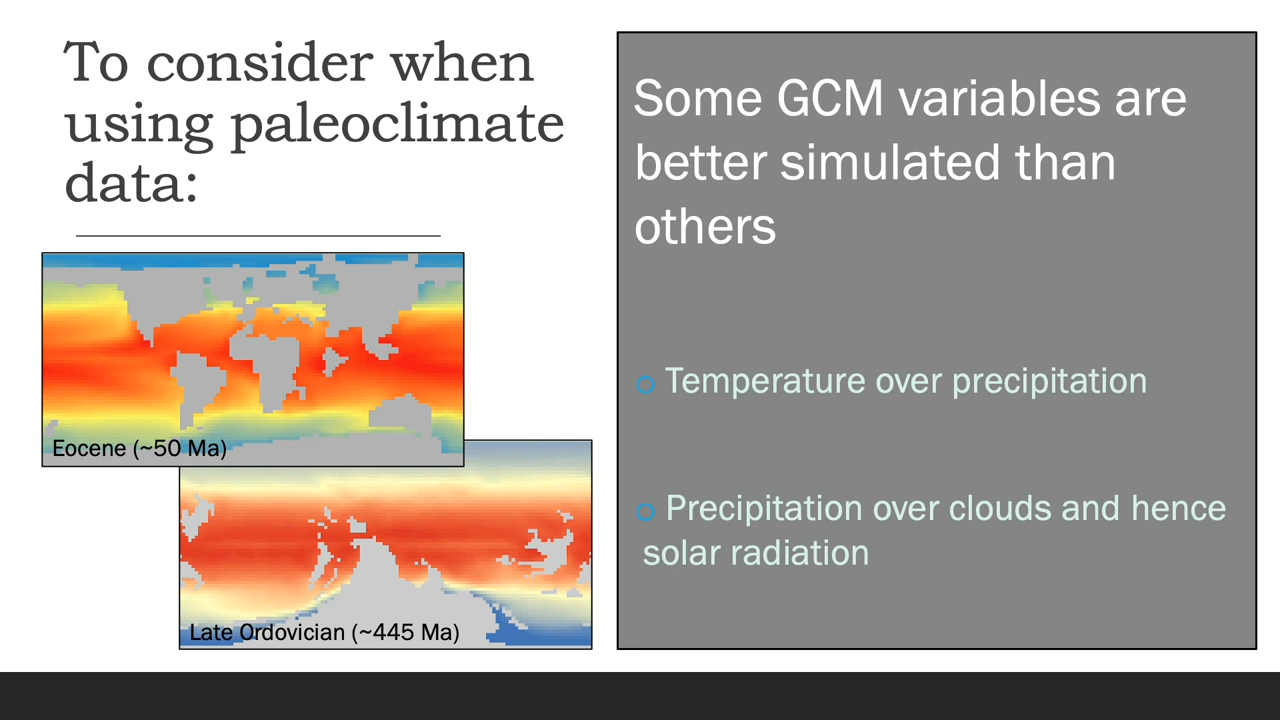 To consider when
using paleoclimate
data:
Eocene (~50 Ma)
Late Ordovician (~445 Ma)
Some GCM variables are
better simulated than
others
Temperature over precipitation
Precipitation over clouds and hence
solar radiation